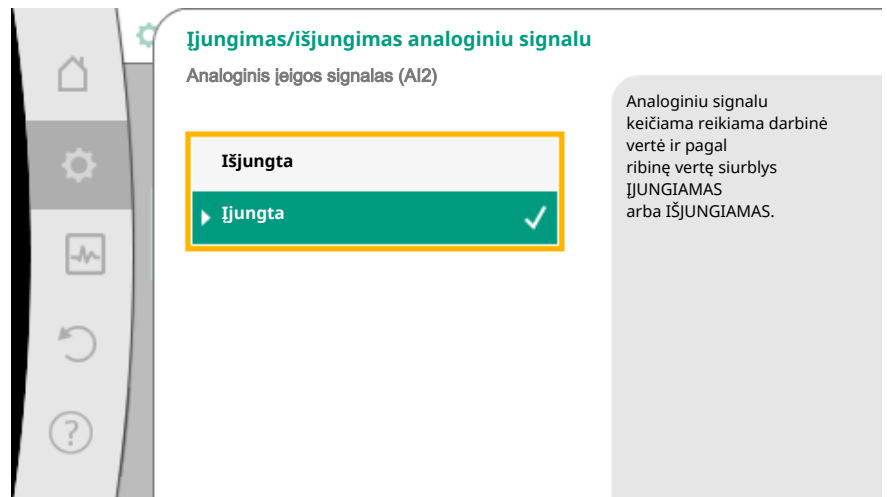 Įjungimas/išjungimas analoginiu signalu
Analoginis įeigos signalas (AI2)
Išjungta
Įjungta
Analoginiu signalu
keičiama reikiama darbinė
vertė ir pagal
ribinę vertę siurblys
ĮJUNGIAMAS
arba IŠJUNGIAMAS.